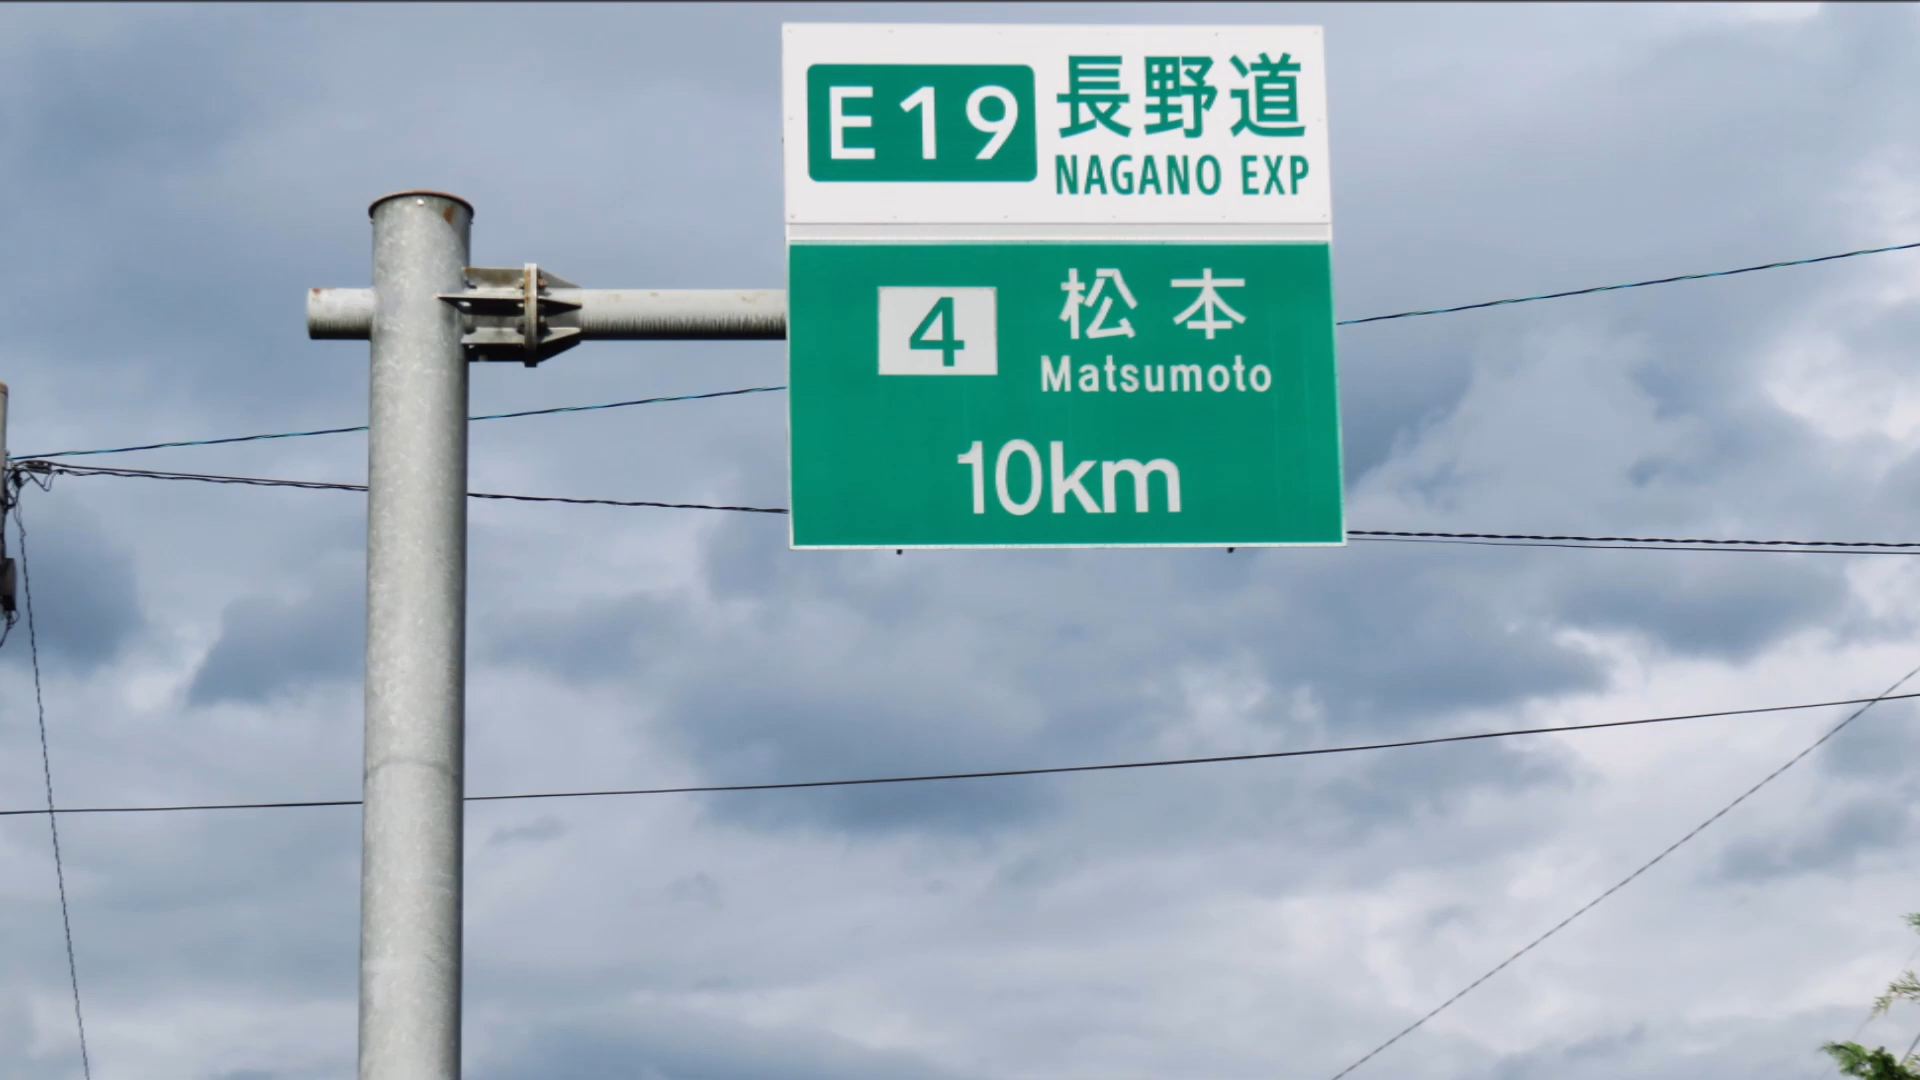 E19 長野道
NAGANO EXP
4 松本
Matsumoto
10km